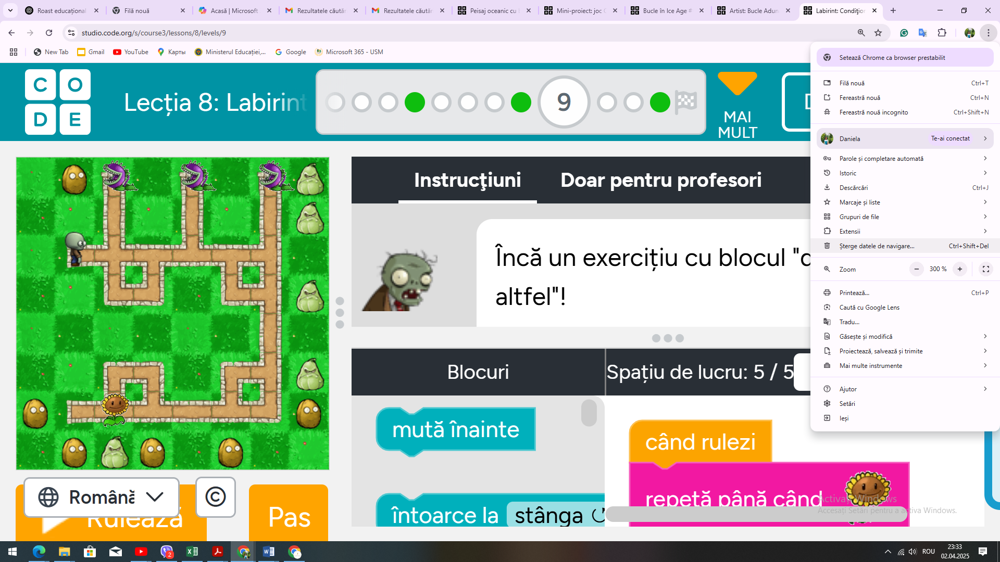 Roast educațional
Filă nouă
Acasă | Microsoft
Rezultatele căutăr
Rezultatele căutăr
Peisaj oceanic cu
Mini-proiect: joc
Bucle în Ice Age #
Artist: Bucle Adun
Labirint: Condiţion
studio.code.org/s/course3/lessons/8/levels/9
New Tab
Gmail
YouTube
Карты
Ministerul Educației,...
Google
Microsoft 365 - USM
C O
D E
Lecția 8: Labirint
9
MAI
MULT
Setează Chrome ca browser prestabilit
Filă nouă Ctrl+T
Fereastră nouă Ctrl+N
Fereastră nouă incognito Ctrl+Shift+N
Daniela Te-ai conectat
Parole și completare automată
Istoric
Descărcări Ctrl+J
Marcaje și liste
Grupuri de file
Extensii
Șterge datele de navigare... Ctrl+Shift+Del
Zoom 300 %
Printează... Ctrl+P
Caută cu Google Lens
Tradu...
Găsește și modifică
Proiectează, salvează și trimite
Mai multe instrumente
Ajutor
Setări
Ieși
Instrucţiuni
Doar pentru profesori
Încă un exercițiu cu blocul "d
altfel"!
Blocuri
Spațiu de lucru: 5 / 5
mută înainte
întoarce la stânga
când rulezi
repetă până când
Activați Windows
Accesați Setări pentru a activa Windows.
Română
©
Rulează
Pas
2
ROU
23:33
02.04.2025